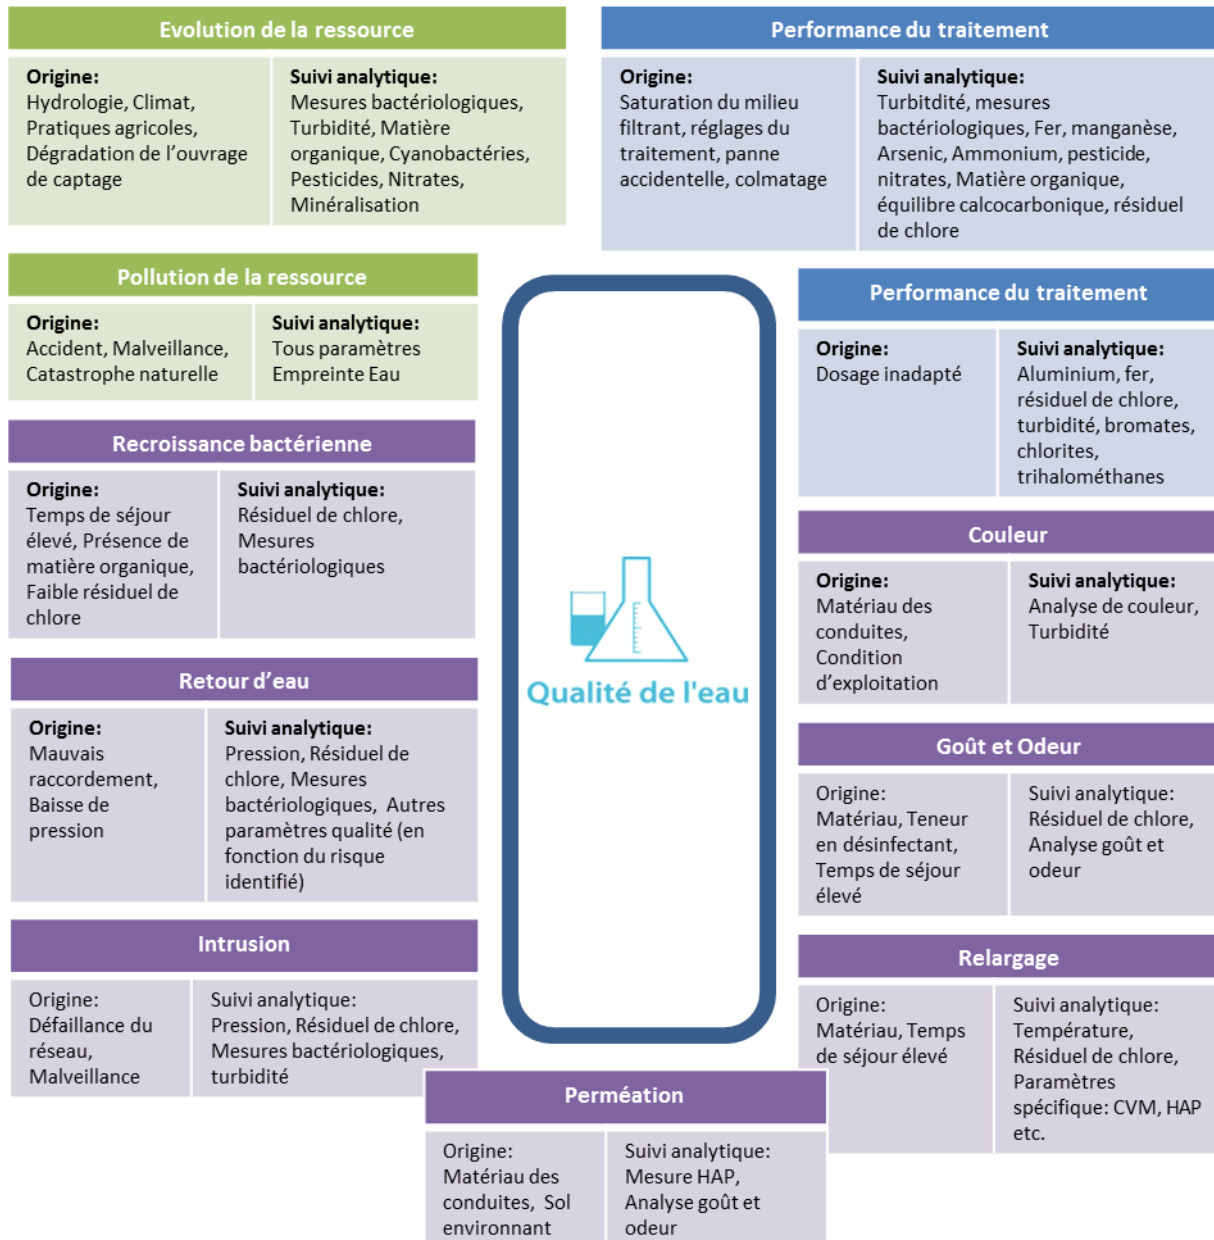 Evolution de la ressource
Origine:
Hydrologie, Climat,
Pratiques agricoles,
Dégradation de l’ouvrage
de captage
Suivi analytique:
Mesures bactériologiques,
Turbidité, Matière
organique, Cyanobactéries,
Pesticides, Nitrates,
Minéralisation
Performance du traitement
Origine:
Saturation du milieu
filtrant, réglages du
traitement, panne
accidentelle, colmatage
Suivi analytique:
Turbitdité, mesures
bactériologiques, Fer, manganèse,
Arsenic, Ammonium, pesticide,
nitrates, Matière organique,
équilibre calcocarbonique, résiduel
de chlore
Pollution de la ressource
Origine:
Accident, Malveillance,
Catastrophe naturelle
Suivi analytique:
Tous paramètres
Empreinte Eau
Performance du traitement
Origine:
Dosage inadapté
Suivi analytique:
Aluminium, fer,
résiduel de chlore,
turbidité, bromates,
chlorites,
trihalométhanes
Recroissance bactérienne
Origine:
Temps de séjour
élevé, Présence de
matière organique,
Faible résiduel de
chlore
Suivi analytique:
Résiduel de chlore,
Mesures
bactériologiques
Couleur
Origine:
Matériau des
conduites,
Condition
d’exploitation
Suivi analytique:
Analyse de couleur,
Turbidité
Qualité de l'eau
Retour d’eau
Origine:
Mauvais
raccordement,
Baisse de
pression
Suivi analytique:
Pression, Résiduel de
chlore, Mesures
bactériologiques, Autres
paramètres qualité (en
fonction du risque
identifié)
Goût et Odeur
Origine:
Matériau, Teneur
en désinfectant,
Temps de séjour
élevé
Suivi analytique:
Résiduel de chlore,
Analyse goût et
odeur
Intrusion
Origine:
Défaillance du
réseau,
Malveillance
Suivi analytique:
Pression, Résiduel de chlore,
Mesures bactériologiques,
turbidité
Relargage
Origine:
Matériau, Temps
de séjour élevé
Suivi analytique:
Température,
Résiduel de chlore,
Paramètres
spécifique: CVM, HAP
etc.
Perméation
Origine:
Matériau des
conduites, Sol
environnant
Suivi analytique:
Mesure HAP,
Analyse goût et
odeur